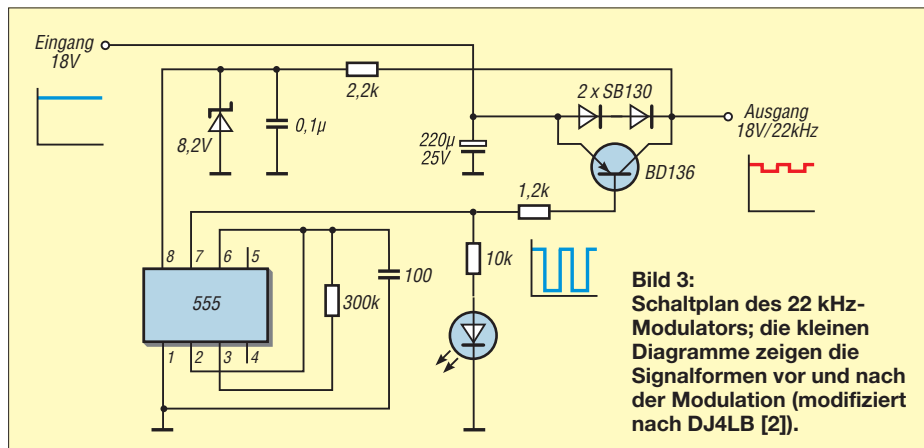 Eingang
18V
2,2k
2 x SB130
Ausgang
18V/22kHz
8,2V
0,1µ
220µ
25V
BD136
1,2k
8
7
6
5
10k
555
300k
100
1
2
3
4
Bild 3:
Schaltplan des 22 kHz-
Modulators; die kleinen
Diagramme zeigen die
Signalformen vor und nach
der Modulation (modifiziert
nach DJ4LB [2]).